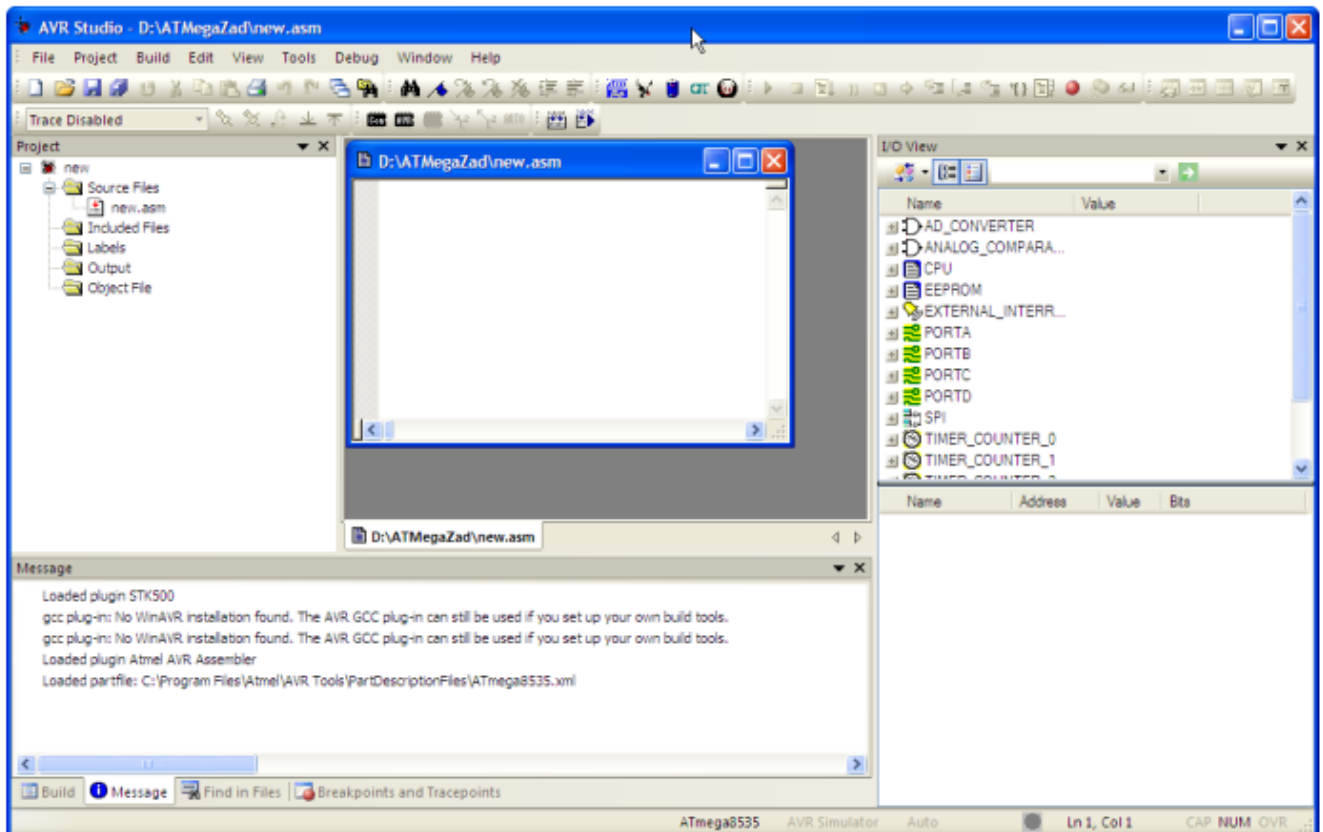 AVR Studio - D:\ATMegaZad\new.asm
File Project Build Edit View Tools Debug Window Help
Trace Disabled
Project
new
Source Files
new.asm
Included Files
Labels
Output
Object File
D:\ATMegaZad\new.asm
D:\ATMegaZad\new.asm
I/O View
Name Value
AD_CONVERTER
ANALOG_COMPARA...
CPU
EEPROM
EXTERNAL_INTERR...
PORTA
PORTB
PORTC
PORTD
SPI
TIMER_COUNTER_0
TIMER_COUNTER_1
Name Address Value Bits
Message
Loaded plugin STK500
gcc plug-in: No WinAVR installation found. The AVR GCC plug-in can still be used if you set up your own build tools.
gcc plug-in: No WinAVR installation found. The AVR GCC plug-in can still be used if you set up your own build tools.
Loaded plugin Atmel AVR Assembler
Loaded partfile: C:\Program Files\Atmel\AVR Tools\PartDescriptionFiles\ATmega8535.xml
Build Message Find in Files Breakpoints and Tracepoints
ATmega8535 AVR Simulator Auto Ln 1, Col 1 CAP NUM OVR